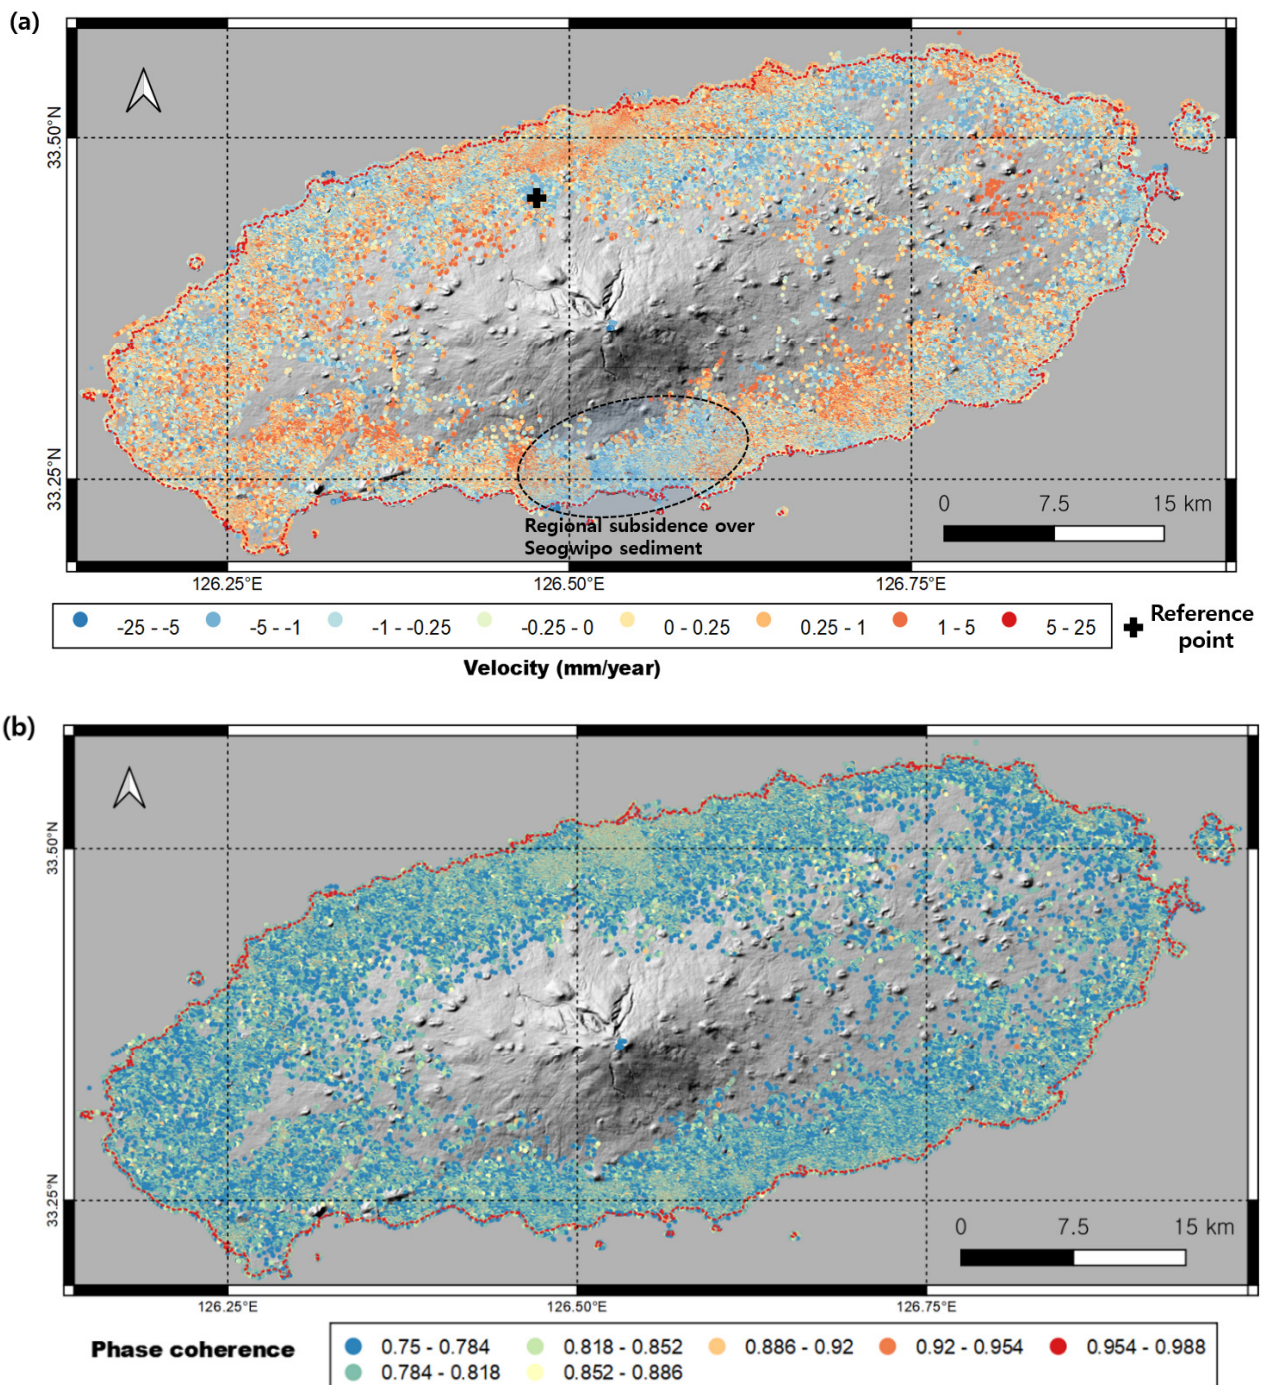 (a)
33.50°N
33.25°N
Regional subsidence over
Seogwipo sediment
0 7.5 15 km
126.25°E 126.50°E 126.75°E
-25 - -5 -5 - -1 -1 - -0.25 -0.25 - 0 0 - 0.25 0.25 - 1 1 - 5 5 - 25
Reference
point
Velocity (mm/year)
(b)
33.50°N
33.25°N
0 7.5 15 km
126.25°E 126.50°E 126.75°E
Phase coherence
0.75 - 0.784 0.818 - 0.852 0.886 - 0.92 0.92 - 0.954 0.954 - 0.988
0.784 - 0.818 0.852 - 0.886